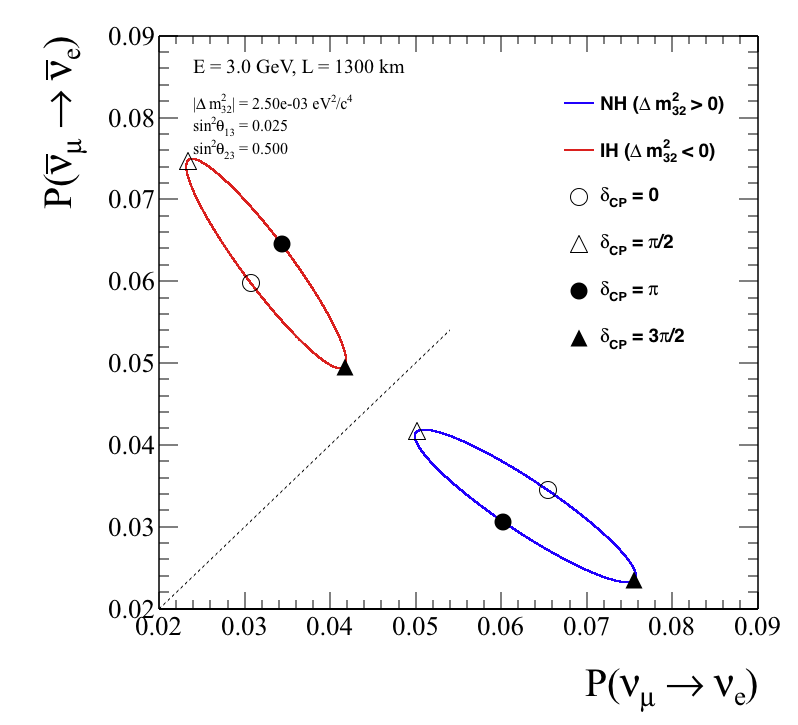 0.09
0.08
0.07
0.06
0.05
0.04
0.03
0.02
P(ν̅μ → ν̅e)
E = 3.0 GeV, L = 1300 km
|Δ m²₃₂| = 2.50e-03 eV²/c⁴
sin²θ₁₃ = 0.025
sin²θ₂₃ = 0.500
NH (Δ m²₃₂ > 0)
IH (Δ m²₃₂ < 0)
δCP = 0
δCP = π/2
δCP = π
δCP = 3π/2
0.02 0.03 0.04 0.05 0.06 0.07 0.08 0.09
P(νμ → νe)